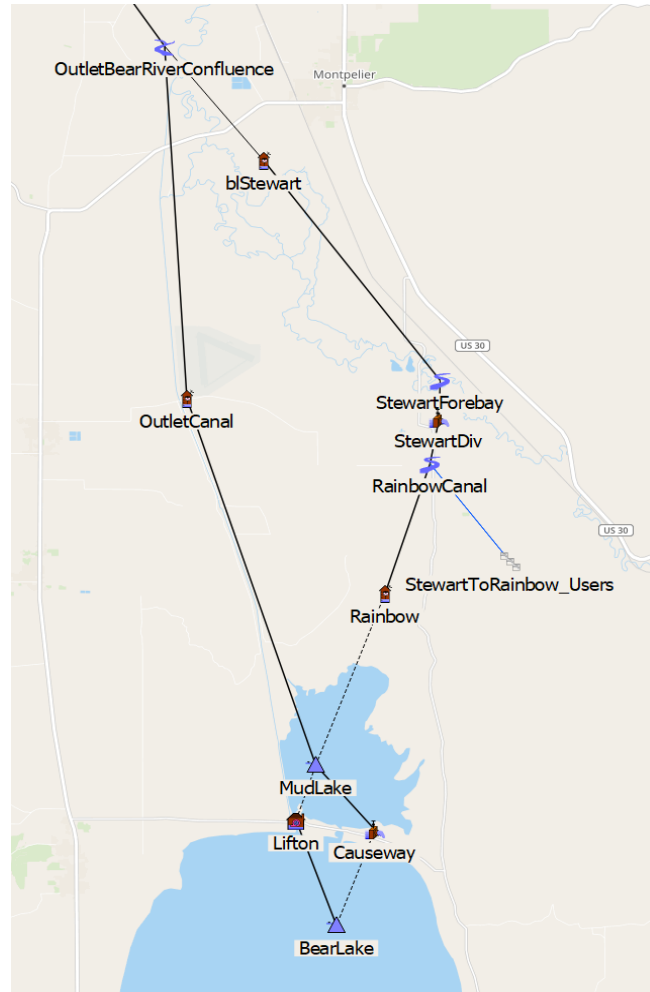 OutletBearRiverConfluence
Montpelier
blStewart
US 30
StewartForebay
OutletCanal
StewartDiv
RainbowCanal
US 30
StewartToRainbow_Users
Rainbow
MudLake
Lifton
Causeway
BearLake